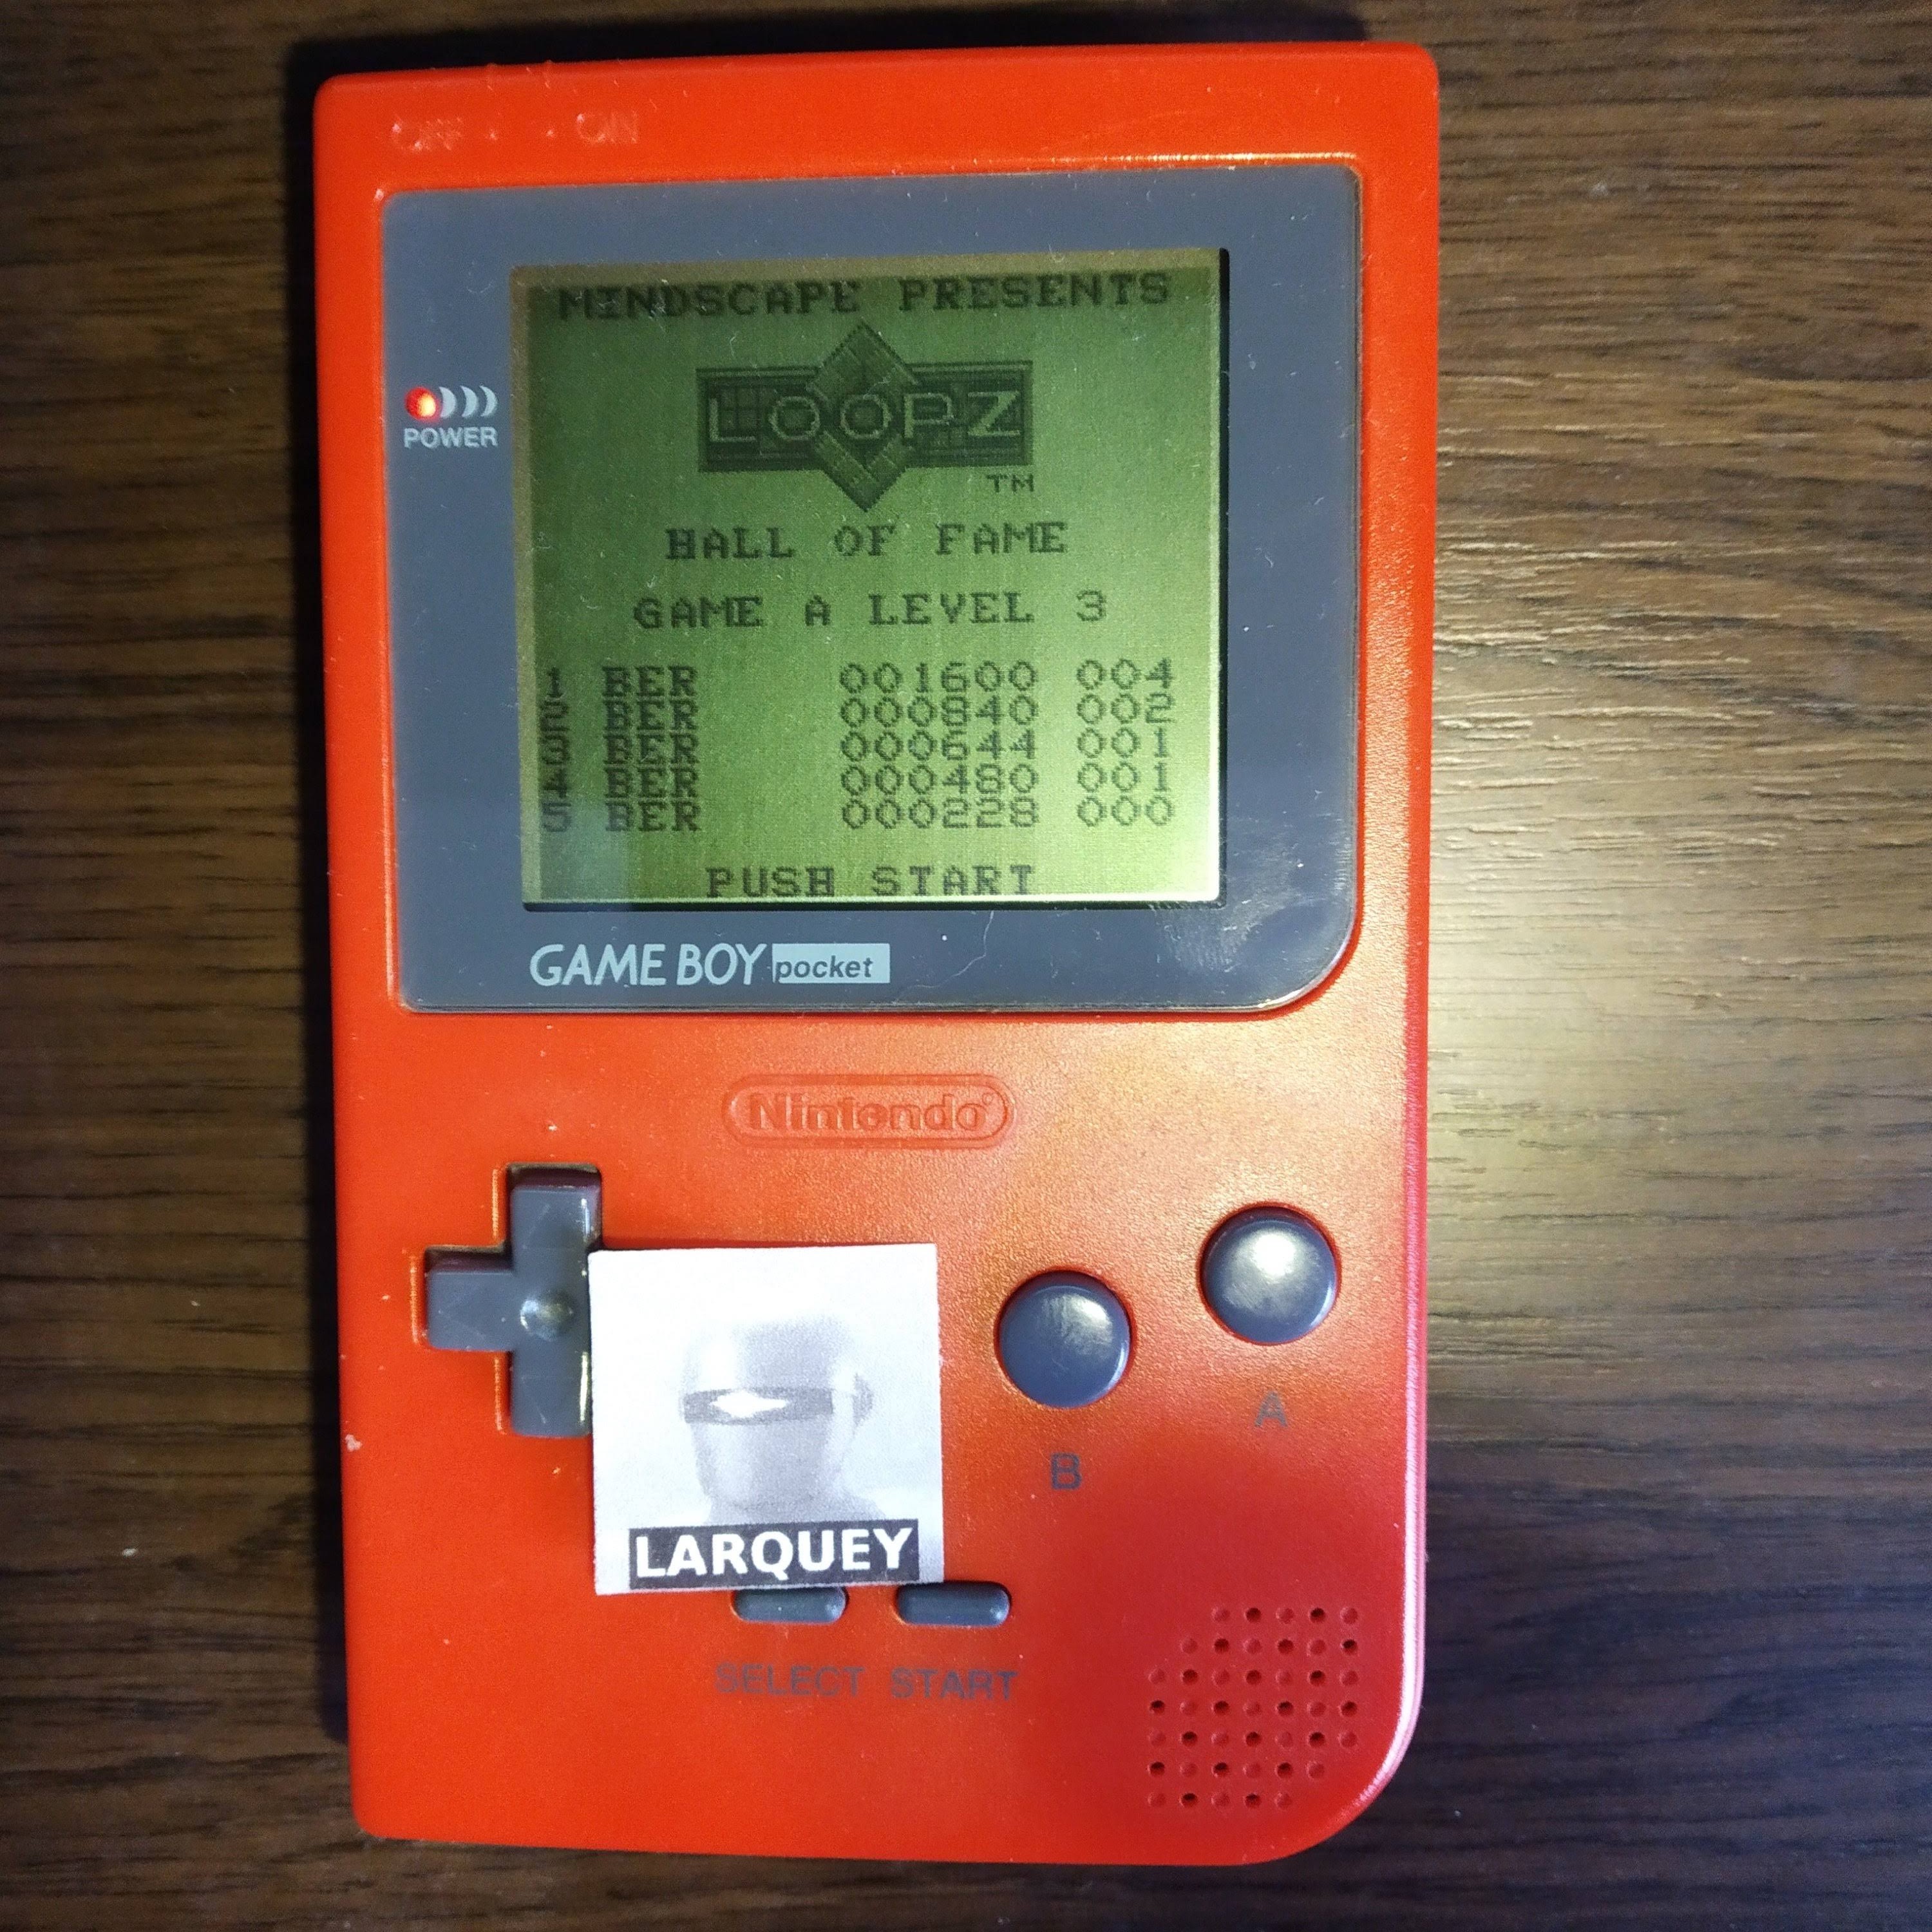 OFF ON
MINDSCAPE PRESENTS
LOOPZ
TM
HALL OF FAME
GAME A LEVEL 3
1 BER 001600 004
2 BER 000840 002
3 BER 000644 001
4 BER 000480 001
5 BER 000228 000
PUSH START
POWER
GAME BOY pocket
Nintendo®
A
B
LARQUEY
SELECT START